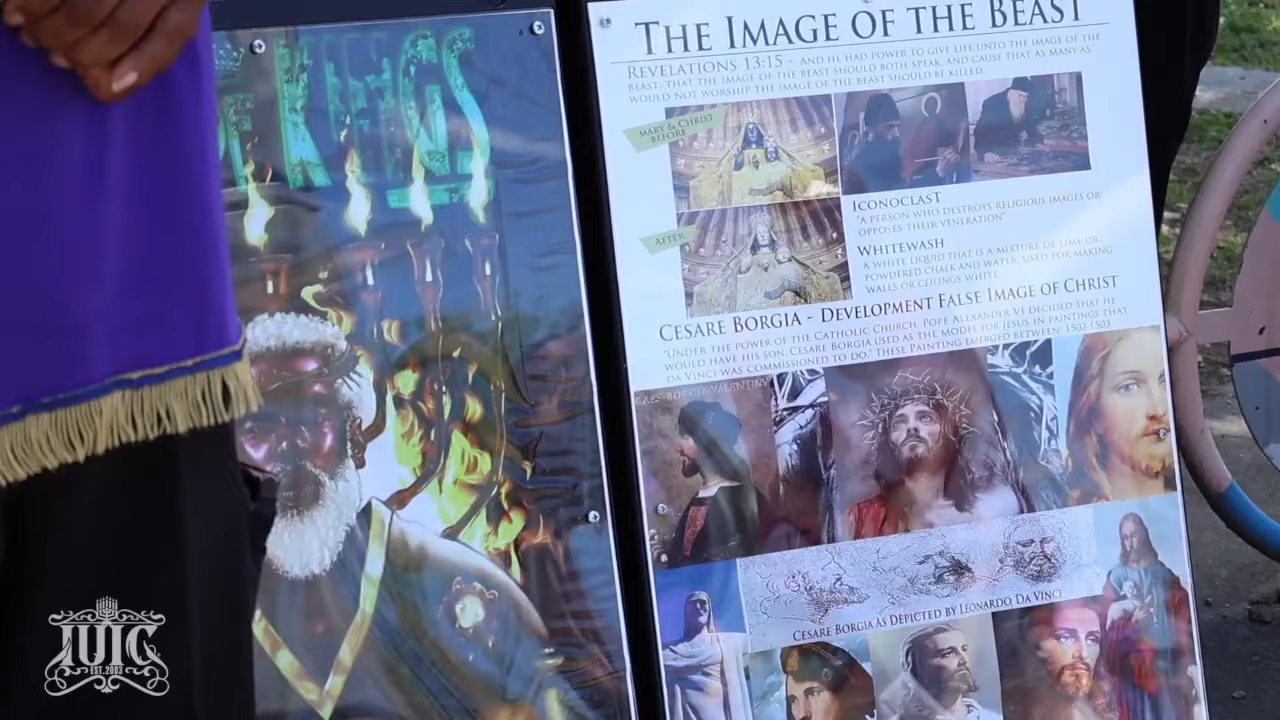 OF KINGS
THE IMAGE OF THE BEAST
REVELATIONS 13:15 - AND HE HAD POWER TO GIVE LIFE UNTO THE IMAGE OF THE
BEAST, THAT THE IMAGE OF THE BEAST SHOULD BOTH SPEAK, AND CAUSE THAT AS MANY AS
WOULD NOT WORSHIP THE IMAGE OF THE BEAST SHOULD BE KILLED.
MARY & CHRIST
BEFORE
AFTER
ICONOCLAST
"A PERSON WHO DESTROYS RELIGIOUS IMAGES OR
OPPOSES THEIR VENERATION"
WHITEWASH
A WHITE LIQUID THAT IS A MIXTURE OF LIME OR
POWDERED CHALK AND WATER, USED FOR MAKING
WALLS OR CEILINGS WHITE
CESARE BORGIA - DEVELOPMENT FALSE IMAGE OF CHRIST
"UNDER THE POWER OF THE CATHOLIC CHURCH, POPE ALEXANDER VI DECIDED THAT HE
WOULD HAVE HIS SON, CESARE BORGIA USED AS THE MODEL FOR JESUS IN PAINTINGS THAT
DA VINCI WAS COMMISSIONED TO DO." THESE PAINTING EMERGED BETWEEN 1502-1503
CAES·BORGIA·VALENTINV
CESARE BORGIA AS DEPICTED BY LEONARDO DA VINCI
IUIC
EST. 2003